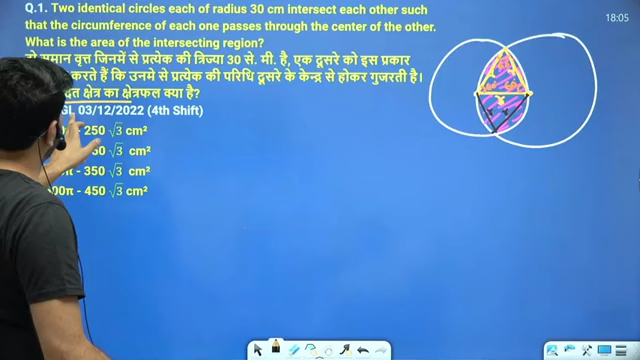 Q.1. Two identical circles each of radius 30 cm intersect each other such
that the circumference of each one passes through the center of the other.
What is the area of the intersecting region?
समान वृत्त जिनमें से प्रत्येक की त्रिज्या 30 से. मी. है, एक दूसरे को इस प्रकार
करते हैं कि उनमे से प्रत्येक की परिधि दूसरे के केन्द्र से होकर गुजरती है।
क्षेत्र का क्षेत्रफल क्या है?
03/12/2022 (4th Shift)
- 250 √3 cm²
√3 cm²
π - 350 √3 cm²
00π - 450 √3 cm²
18:05